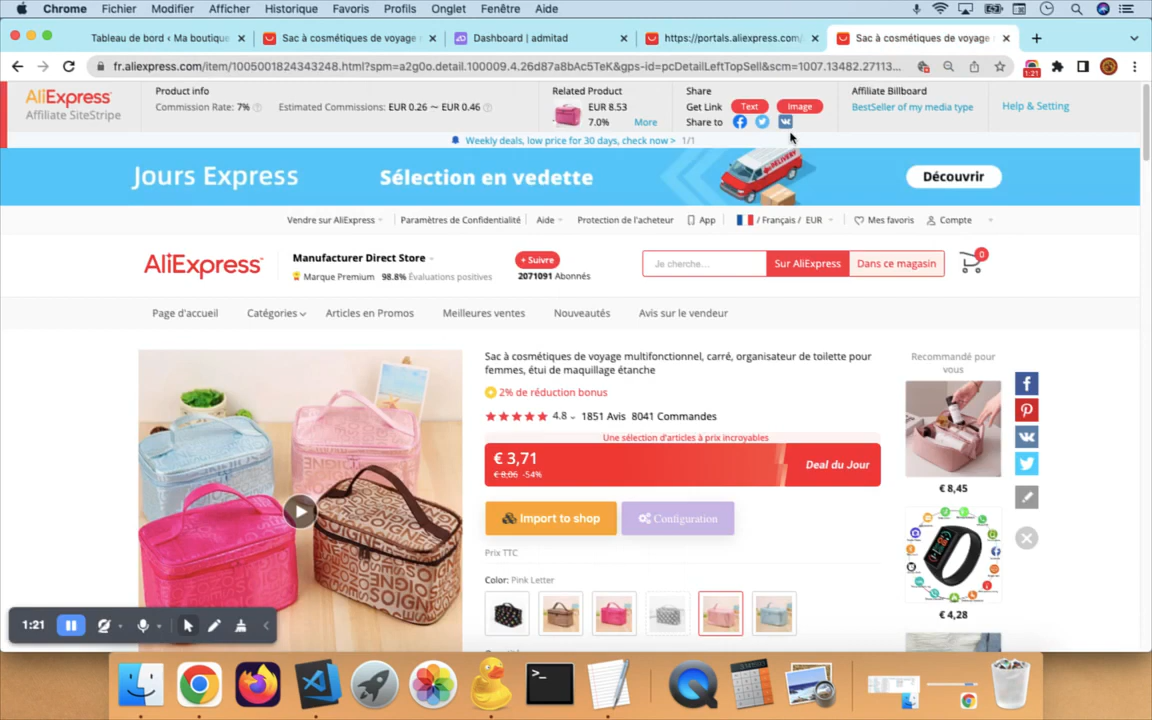 Chrome Fichier Modifier Afficher Historique Favoris Profils Onglet Fenêtre Aide
Tableau de bord ‹ Ma boutique
Sac à cosmétiques de voyage
Dashboard | admitad
https://portals.aliexpress.com/
Sac à cosmétiques de voyage
fr.aliexpress.com/item/1005001824343248.html?spm=a2g0o.detail.100009.4.26d87a8bAc5TeK&gps-id=pcDetailLeftTopSell&scm=1007.13482.27113...
1:21
AliExpress
Affiliate SiteStripe
Product info
Commission Rate: 7% Estimated Commissions: EUR 0.26 ~ EUR 0.46
Related Product
EUR 8.53
7.0% More
Share
Get Link Text Image
Share to
Affiliate Billboard
BestSeller of my media type
Help & Setting
Weekly deals, low price for 30 days, check now > 1/1
Jours Express Sélection en vedette DELIVERY Découvrir
Vendre sur AliExpress Paramètres de Confidentialité Aide Protection de l'acheteur App / Français / EUR Mes favoris Compte
AliExpress
Manufacturer Direct Store
Marque Premium 98.8% Évaluations positives
+ Suivre
2071091 Abonnés
Je cherche... Sur AliExpress Dans ce magasin 0
Page d'accueil Catégories Articles en Promos Meilleures ventes Nouveautés Avis sur le vendeur
Sac à cosmétiques de voyage multifonctionnel, carré, organisateur de toilette pour
femmes, étui de maquillage étanche
2% de réduction bonus
4.8 1851 Avis 8041 Commandes
Une sélection d'articles à prix incroyables
€ 3,71
€ 8,06 -54%
Deal du Jour
Import to shop Configuration
Prix TTC
Color: Pink Letter
Recommandé pour
vous
€ 8,45
€ 4,28
1:21